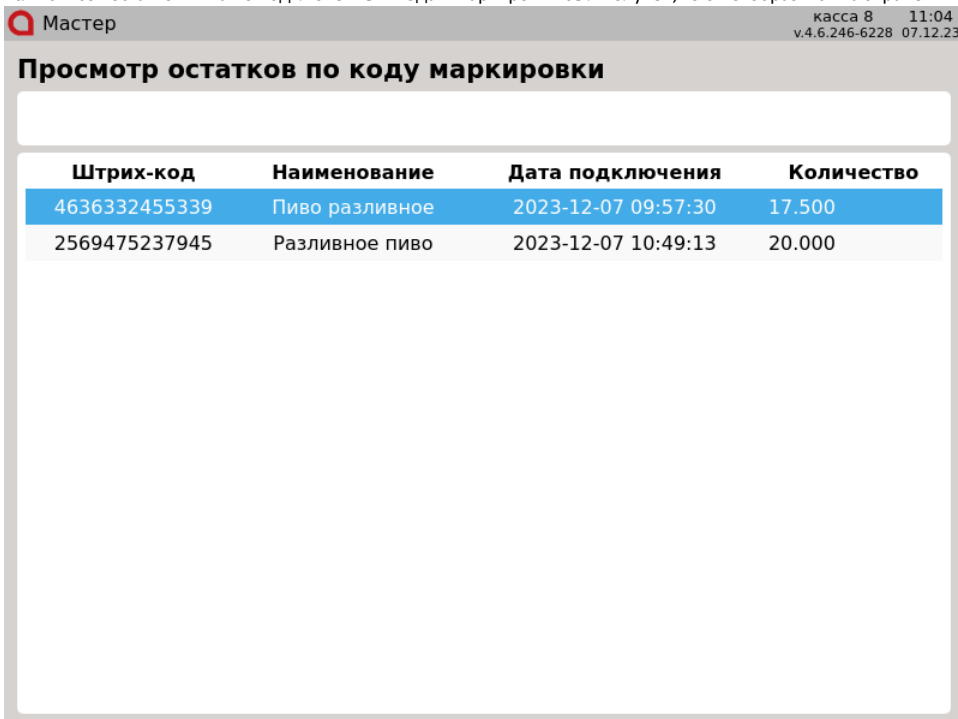 Мастер
касса 8 11:04
v.4.6.246-6228 07.12.23
Просмотр остатков по коду маркировки
Штрих-код Наименование Дата подключения Количество
4636332455339 Пиво разливное 2023-12-07 09:57:30 17.500
2569475237945 Разливное пиво 2023-12-07 10:49:13 20.000